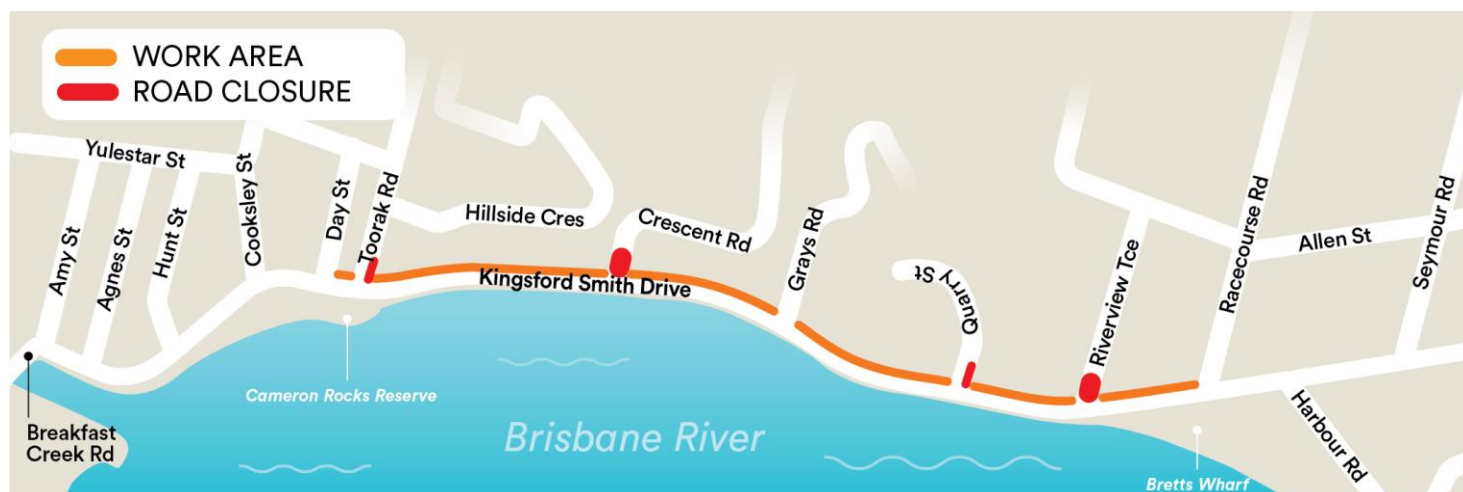 WORK AREA
ROAD CLOSURE
Yulestar St
Amy St
Agnes St
Hunt St
Cooksley St
Day St
Toorak Rd
Hillside Cres
Crescent Rd
Kingsford Smith Drive
Grays Rd
Quarry St
Riverview Tce
Racecourse Rd
Allen St
Seymour Rd
Harbour Rd
Breakfast
Creek Rd
Cameron Rocks Reserve
Brisbane River
Bretts Wharf